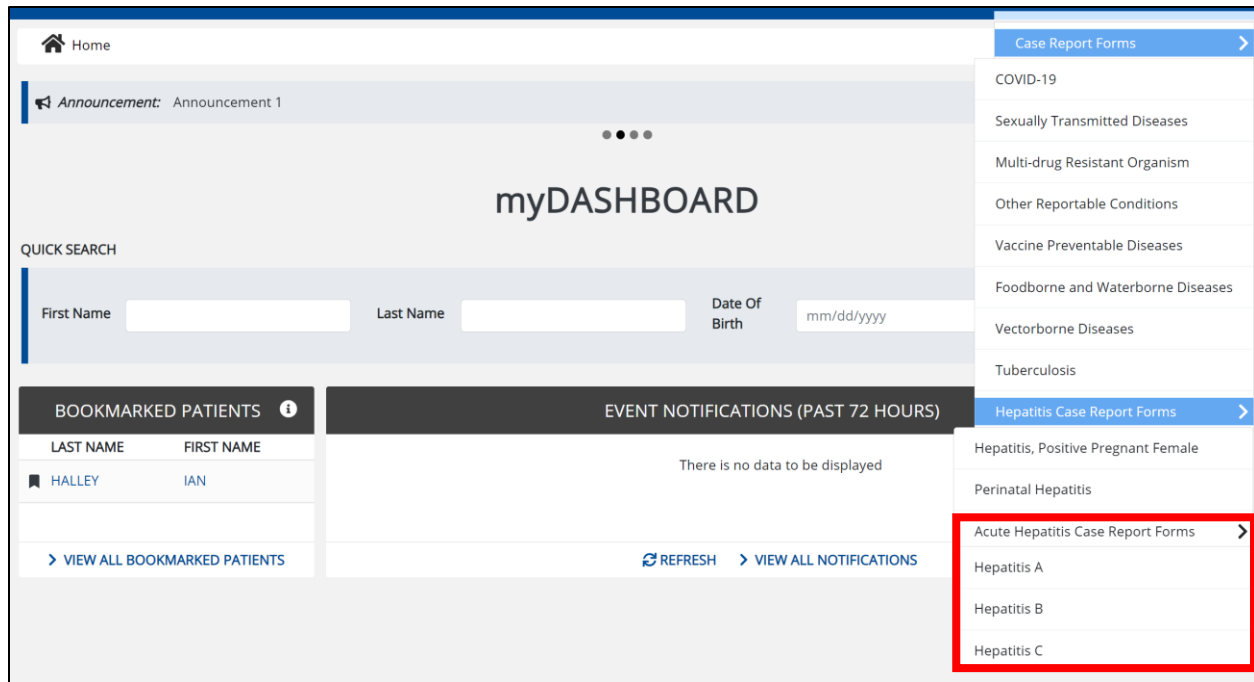 Home
Announcement: Announcement 1
myDASHBOARD
QUICK SEARCH
First Name
Last Name
Date Of
Birth
mm/dd/yyyy
BOOKMARKED PATIENTS
LAST NAME FIRST NAME
HALLEY IAN
VIEW ALL BOOKMARKED PATIENTS
EVENT NOTIFICATIONS (PAST 72 HOURS)
There is no data to be displayed
REFRESH VIEW ALL NOTIFICATIONS
Case Report Forms
COVID-19
Sexually Transmitted Diseases
Multi-drug Resistant Organism
Other Reportable Conditions
Vaccine Preventable Diseases
Foodborne and Waterborne Diseases
Vectorborne Diseases
Tuberculosis
Hepatitis Case Report Forms
Hepatitis, Positive Pregnant Female
Perinatal Hepatitis
Acute Hepatitis Case Report Forms
Hepatitis A
Hepatitis B
Hepatitis C